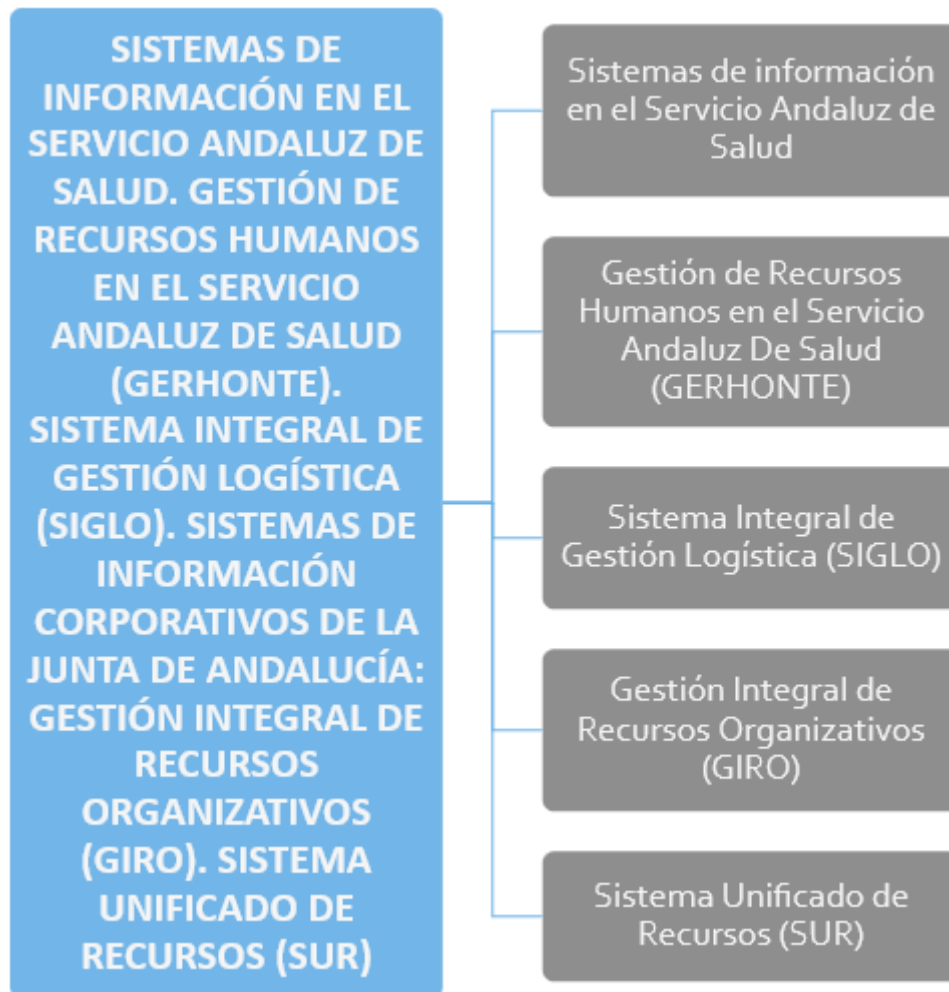 SISTEMAS DE
INFORMACIÓN EN EL
SERVICIO ANDALUZ DE
SALUD. GESTIÓN DE
RECURSOS HUMANOS
EN EL SERVICIO
ANDALUZ DE SALUD
(GERHONTE).
SISTEMA INTEGRAL DE
GESTIÓN LOGÍSTICA
(SIGLO). SISTEMAS DE
INFORMACIÓN
CORPORATIVOS DE LA
JUNTA DE ANDALUCÍA:
GESTIÓN INTEGRAL DE
RECURSOS
ORGANIZATIVOS
(GIRO). SISTEMA
UNIFICADO DE
RECURSOS (SUR)
Sistemas de información
en el Servicio Andaluz de
Salud
Gestión de Recursos
Humanos en el Servicio
Andaluz De Salud
(GERHONTE)
Sistema Integral de
Gestión Logística (SIGLO)
Gestión Integral de
Recursos Organizativos
(GIRO)
Sistema Unificado de
Recursos (SUR)